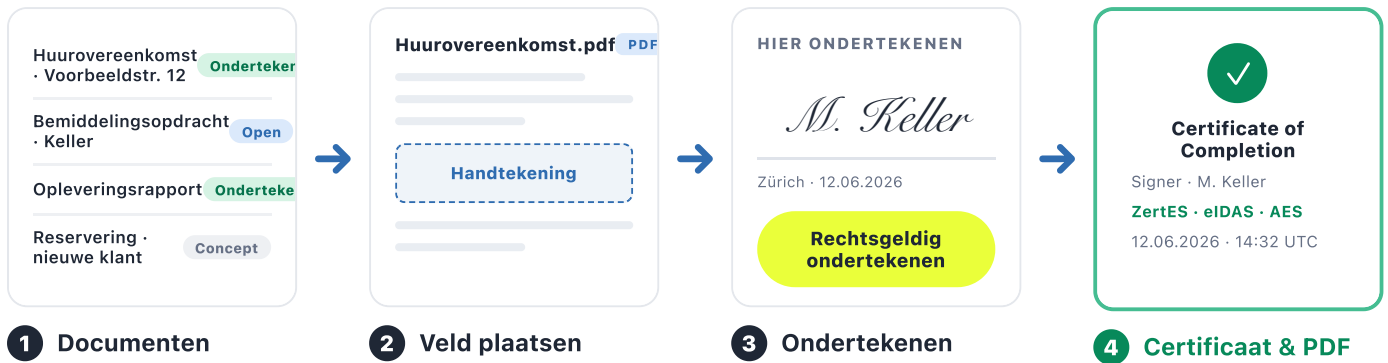 Huurovereenkomst
· Voorbeeldstr. 12
Bemiddelingsopdracht
· Keller
Open
Opleveringsrapport
Reservering ·
nieuwe klant
Concept
1 Documenten
Huurovereenkomst.pdf
PDF
Handtekening
2 Veld plaatsen
HIER ONDERTEKENEN
M. Keller
Zürich · 12.06.2026
Rechtsgeldig
ondertekenen
3 Ondertekenen
Certificate of
Completion
Signer · M. Keller
ZertES · eIDAS · AES
12.06.2026 · 14:32 UTC
4 Certificaat & PDF